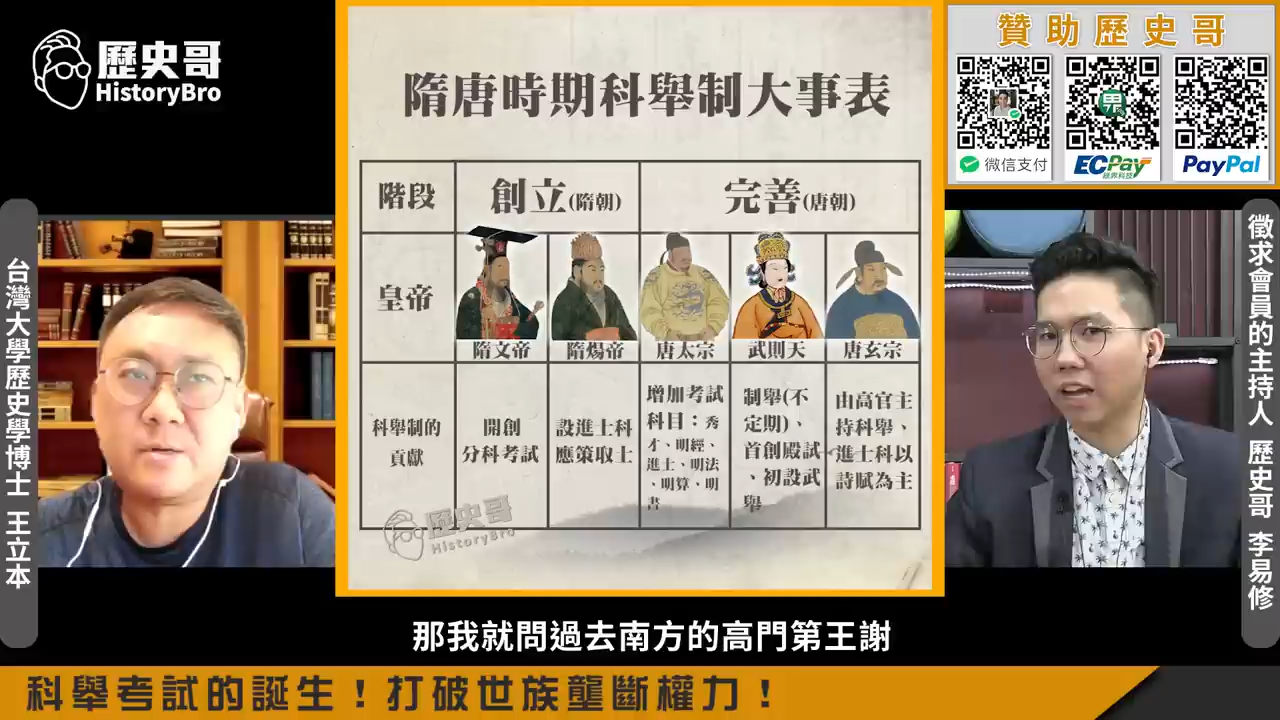 歷史哥
HistoryBro
贊助歷史哥
微信支付
ECPay
綠界科技
PayPal
隋唐時期科舉制大事表
階段
創立(隋朝)
完善(唐朝)
皇帝
隋文帝
隋煬帝
唐太宗
武則天
唐玄宗
科舉制的
貢獻
開創
分科考試
設進士科
應策取士
增加考試
科目：秀
才、明經、
進士、明法
、明算、明
書
制舉(不
定期)、
首創殿試
、初設武
舉
由高官主
持科舉、
進士科以
詩賦為主
歷史哥
HistoryBro
台灣大學歷史學博士 王立本
徵求會員的主持人 歷史哥 李易修
那我就問過去南方的高門第王謝
科舉考試的誕生！打破世族壟斷權力！